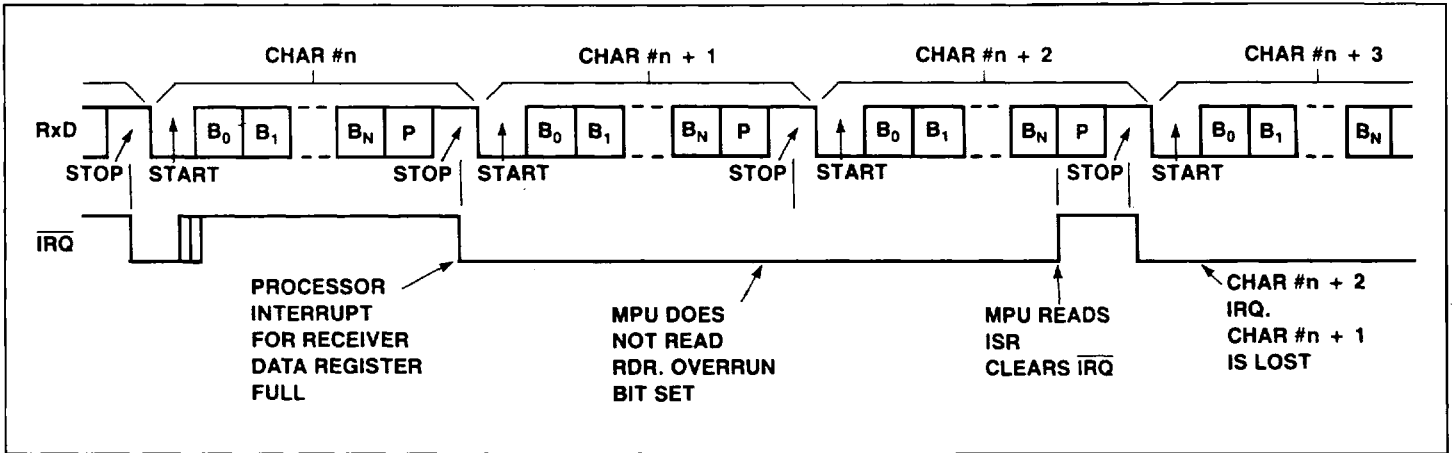 CHAR #n CHAR #n + 1 CHAR #n + 2 CHAR #n + 3
RxD B0 B1 BN P B0 B1 BN P B0 B1 BN P B0 B1 BN
STOP START STOP START STOP START STOP START
IRQ
PROCESSOR
INTERRUPT
FOR RECEIVER
DATA REGISTER
FULL
MPU DOES
NOT READ
RDR. OVERRUN
BIT SET
MPU READS
ISR
CLEARS IRQ
CHAR #n + 2
IRQ.
CHAR #n + 1
IS LOST